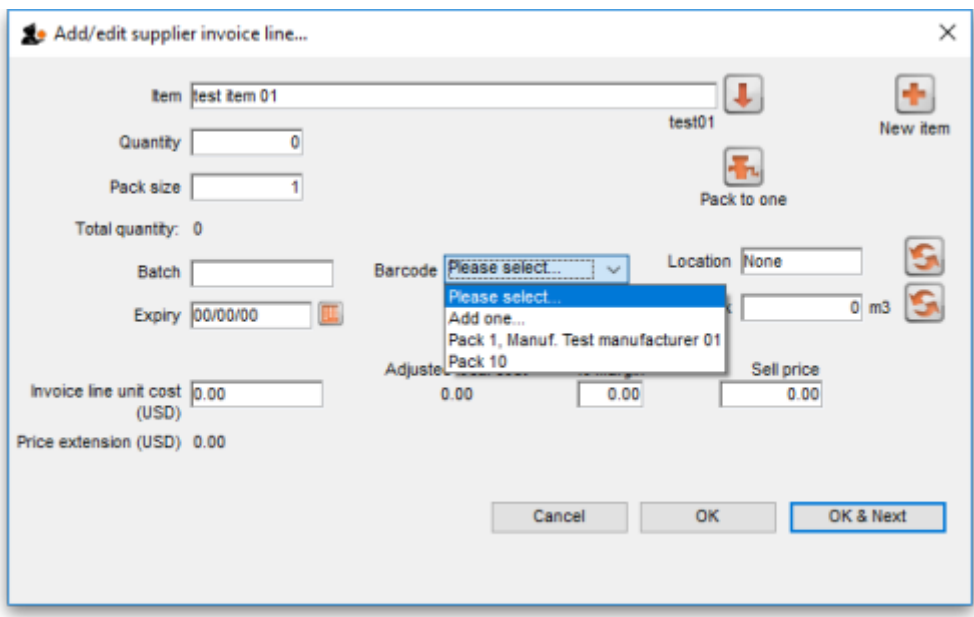 Add/edit supplier invoice line...
Item test item 01
test01
New item
Quantity 0
Pack size 1
Pack to one
Total quantity: 0
Batch
Barcode Please select...
Location None
Please select...
Add one...
Pack 1, Manuf. Test manufacturer 01
Pack 10
Expiry 00/00/00
0 m3
Adjuste
Sell price
Invoice line unit cost (USD) 0.00
0.00
0.00
0.00
Price extension (USD) 0.00
Cancel
OK
OK & Next